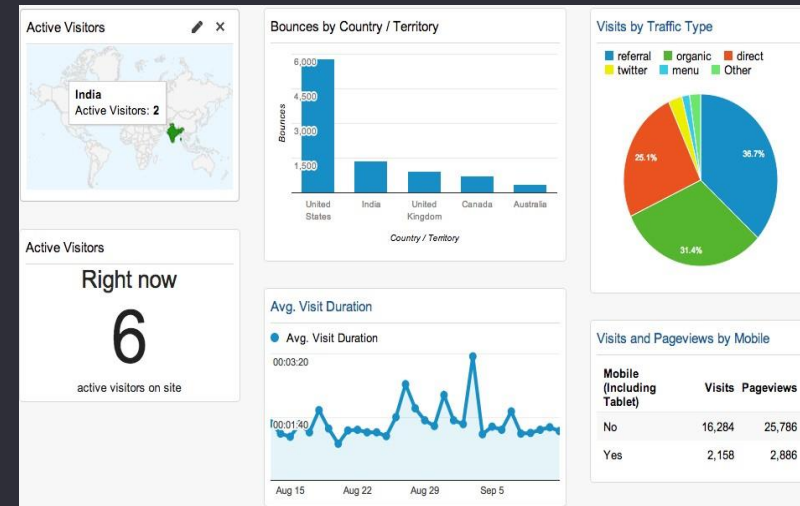 Active Visitors
India
Active Visitors: 2
Active Visitors
Right now
6
active visitors on site
Bounces by Country / Territory
6,000
4,500
3,000
1,500
Bounces
United States
India
United Kingdom
Canada
Australia
Country / Territory
Avg. Visit Duration
Avg. Visit Duration
00:03:20
00:01:40
Aug 15
Aug 22
Aug 29
Sep 5
Visits by Traffic Type
referral organic direct
twitter menu Other
36.7%
25.1%
31.4%
Visits and Pageviews by Mobile
Mobile
(Including
Tablet) Visits Pageviews
No 16,284 25,786
Yes 2,158 2,886